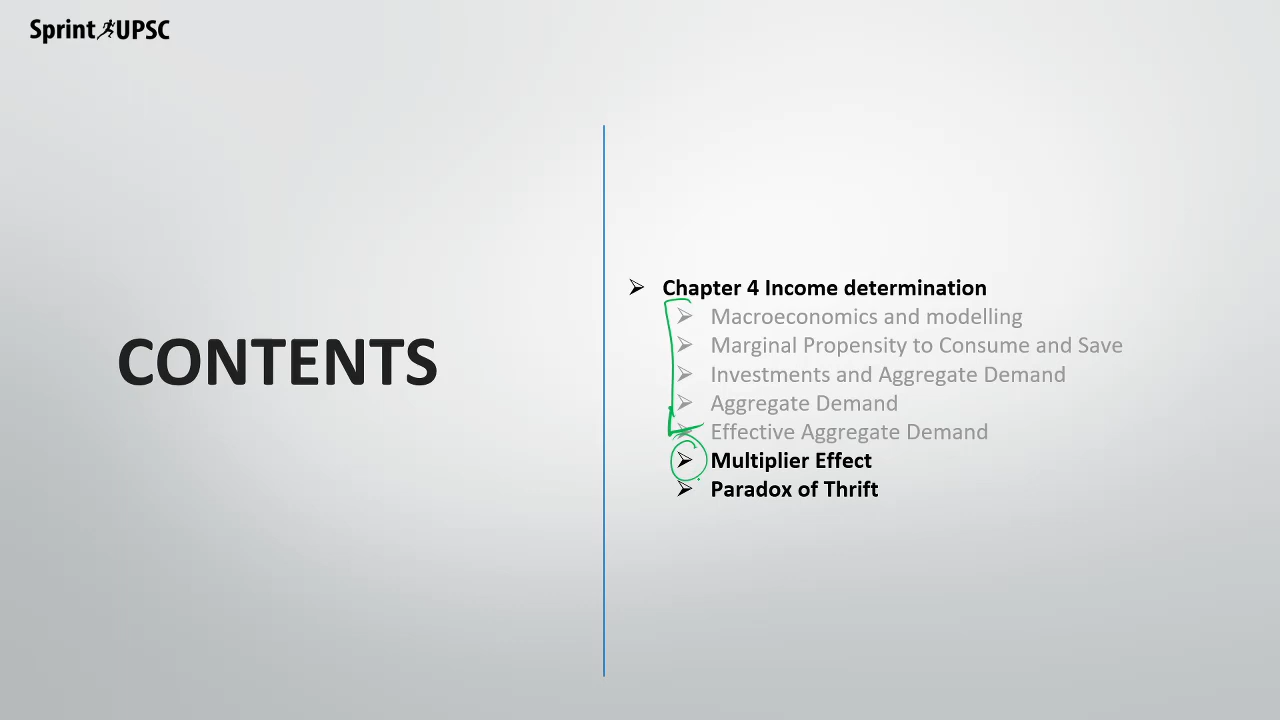 Sprint UPSC
CONTENTS
Chapter 4 Income determination
Macroeconomics and modelling
Marginal Propensity to Consume and Save
Investments and Aggregate Demand
Aggregate Demand
Effective Aggregate Demand
Multiplier Effect
Paradox of Thrift